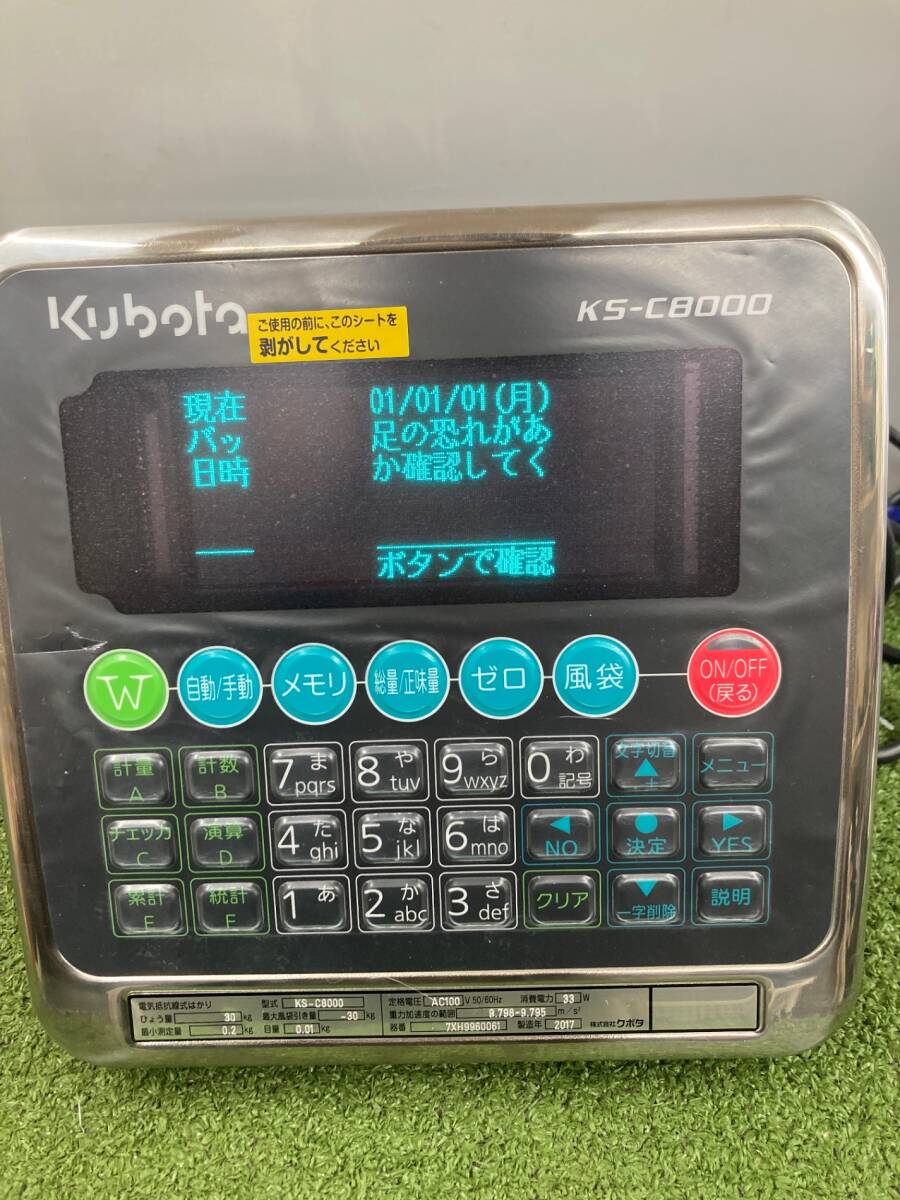 Kubota
KS-C8000
ご使用の前に、このシートを
剥がしてください
現在 01/01/01(月)
バッ 足の恐れがあ
日時 か確認してく
ボタンで確認
W 自動/手動 メモリ 総量/正味量 ゼロ 風袋 ON/OFF
(戻る)
計量 A 計数 B 7 ま pqrs 8 や tuv 9 ら wxyz 0 わ 記号 文字切替 ▲ メニュー
チェッカ C 演算 D 4 た ghi 5 な jkl 6 は mno ◀ NO ● 決定 ▶ YES
累計 E 統計 F 1 あ 2 か abc 3 さ def クリア ▼ 一字削除 説明
電気抵抗線式はかり 型式 KS-C8000 定格電圧 AC100 V 50/60Hz 消費電力 33 W
ひょう量 30 kg 最大風袋引き量 -30 kg 重力加速度の範囲 9.798-9.795 m/s²
最小測定量 0.2 kg 目量 0.01 kg 器番 7XH9960061 製造年 2017 株式会社クボタ